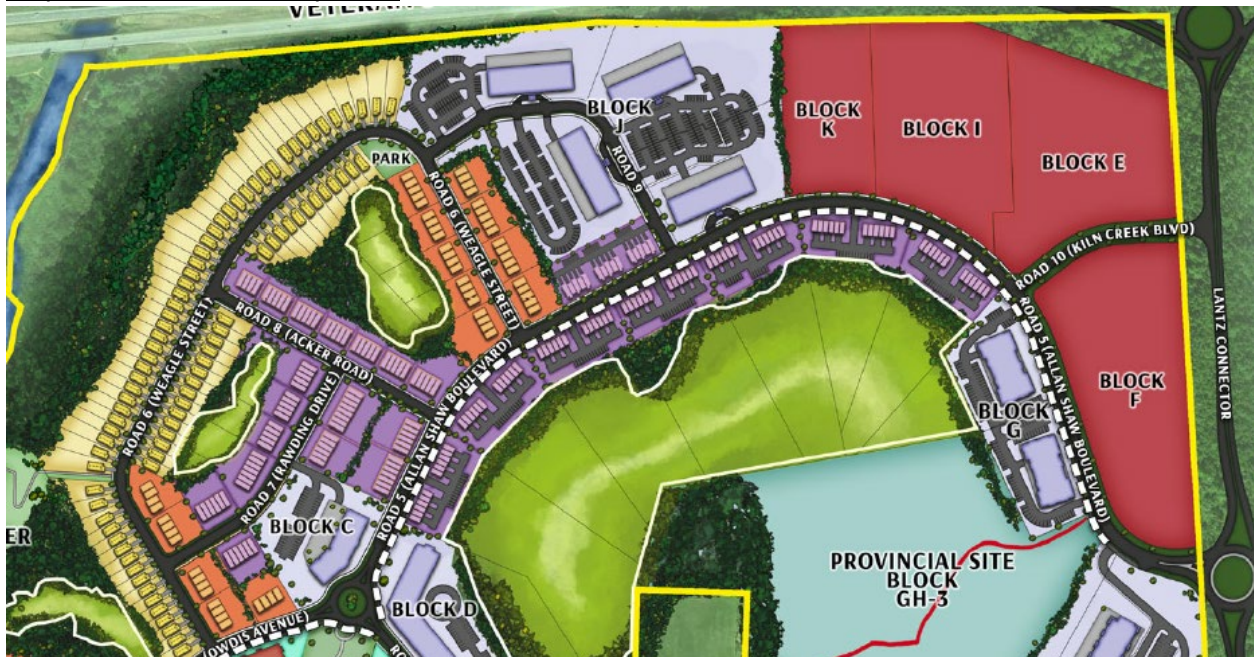 BLOCK
J
BLOCK
K
BLOCK I
BLOCK E
PARK
ROAD 9
ROAD 6 (WEAGLE STREET)
ROAD 10 (KILN CREEK BLVD)
ROAD 8 (ACKER ROAD)
ROAD 6 (WEAGLE STREET)
ROAD 5 (ALLAN SHAW BOULEVARD)
ROAD 5 (ALLAN SHAW BOULEVARD)
LANTZ CONNECTOR
BLOCK
F
BLOCK
G
ROAD 7 (RAWDING DRIVE)
ROAD 5 (ALLAN SHAW BOULEVARD)
BLOCK C
BLOCK D
PROVINCIAL SITE
BLOCK
GH-3
AVENUE)